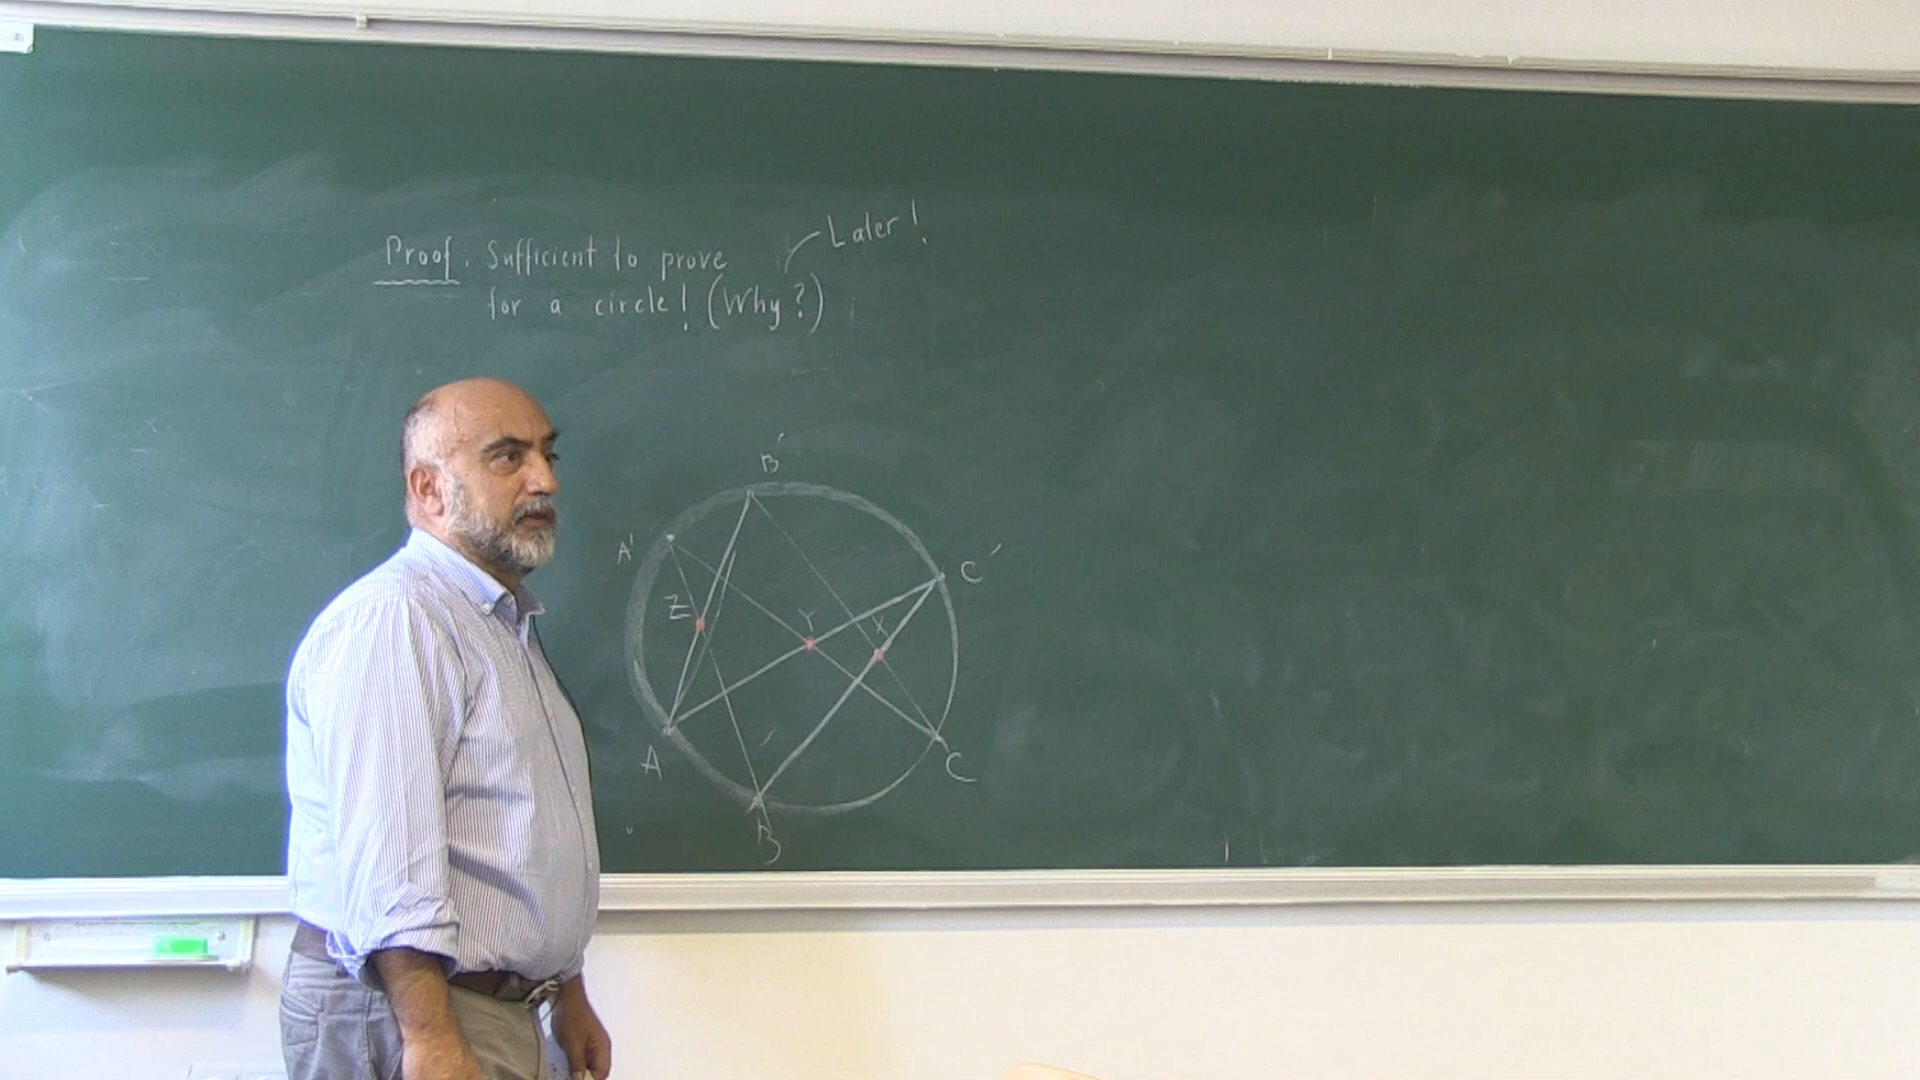 Later!
Proof: Sufficient to prove
for a circle! (Why?)
B'
A'
C'
Z
Y
X
A
C
B